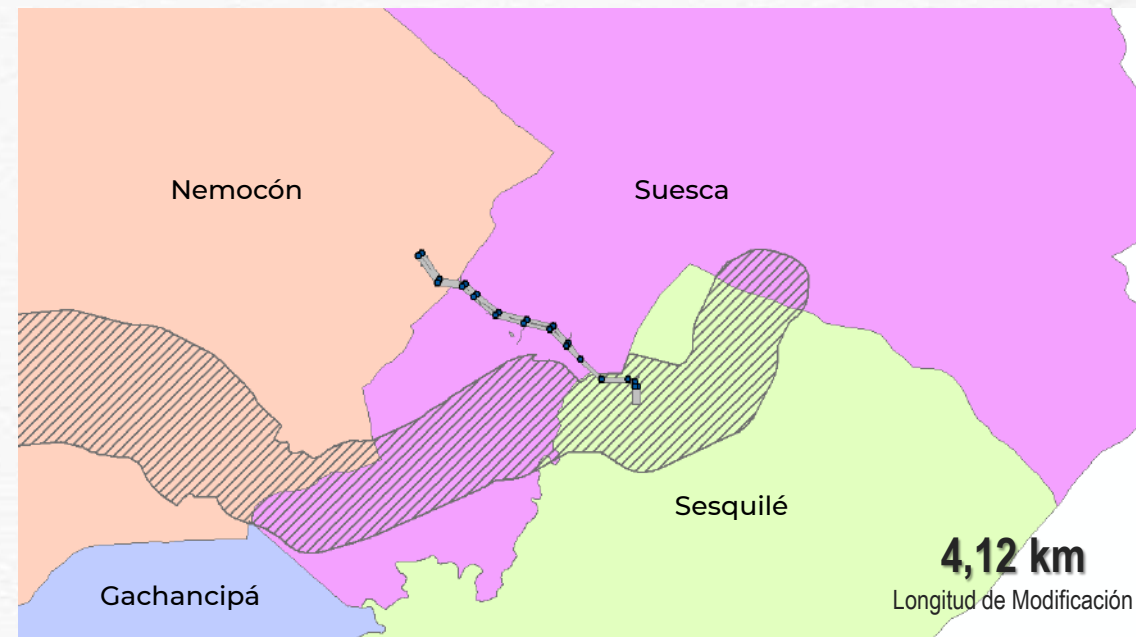 Nemocón
Suesca
Sesquilé
4,12 km
Longitud de Modificación
Gachancipá